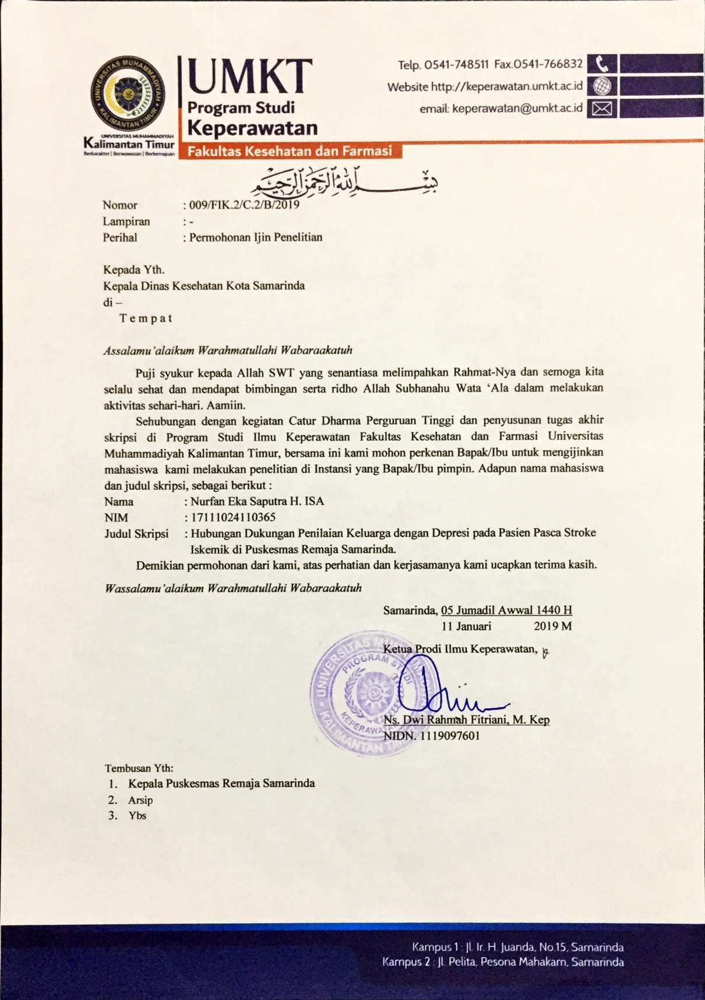 UNIVERSITAS MUHAMMADIYAH
KALIMANTAN TIMUR
UNIVERSITAS MUHAMMADIYAH
Kalimantan Timur
Berkarakter | Berwawasan | Berkemajuan
UMKT
Program Studi
Keperawatan
Fakultas Kesehatan dan Farmasi
Telp. 0541-748511 Fax.0541-766832
Website http://keperawatan.umkt.ac.id
email: keperawatan@umkt.ac.id
بسم الله الرحمن الرحيم
Nomor : 009/FIK.2/C.2/B/2019
Lampiran : -
Perihal : Permohonan Ijin Penelitian
Kepada Yth.
Kepala Dinas Kesehatan Kota Samarinda
di –
T e m p a t
Assalamu’alaikum Warahmatullahi Wabaraakatuh
Puji syukur kepada Allah SWT yang senantiasa melimpahkan Rahmat-Nya dan semoga kita
selalu sehat dan mendapat bimbingan serta ridho Allah Subhanahu Wata ‘Ala dalam melakukan
aktivitas sehari-hari. Aamiin.
Sehubungan dengan kegiatan Catur Dharma Perguruan Tinggi dan penyusunan tugas akhir
skripsi di Program Studi Ilmu Keperawatan Fakultas Kesehatan dan Farmasi Universitas
Muhammadiyah Kalimantan Timur, bersama ini kami mohon perkenan Bapak/Ibu untuk mengijinkan
mahasiswa kami melakukan penelitian di Instansi yang Bapak/Ibu pimpin. Adapun nama mahasiswa
dan judul skripsi, sebagai berikut :
Nama : Nurfan Eka Saputra H. ISA
NIM : 17111024110365
Judul Skripsi : Hubungan Dukungan Penilaian Keluarga dengan Depresi pada Pasien Pasca Stroke
Iskemik di Puskesmas Remaja Samarinda.
Demikian permohonan dari kami, atas perhatian dan kerjasamanya kami ucapkan terima kasih.
Wassalamu’alaikum Warahmatullahi Wabaraakatuh
Samarinda, 05 Jumadil Awwal 1440 H
11 Januari 2019 M
Ketua Prodi Ilmu Keperawatan,
UNIVERSITAS
PROGRAM STUDI
KEPERAWATAN
KALIMANTAN TIMUR
Ns. Dwi Rahmah Fitriani, M. Kep
NIDN. 1119097601
Tembusan Yth:
1. Kepala Puskesmas Remaja Samarinda
2. Arsip
3. Ybs
Kampus 1 : Jl. Ir. H. Juanda, No.15, Samarinda
Kampus 2 : Jl. Pelita, Pesona Mahakam, Samarinda